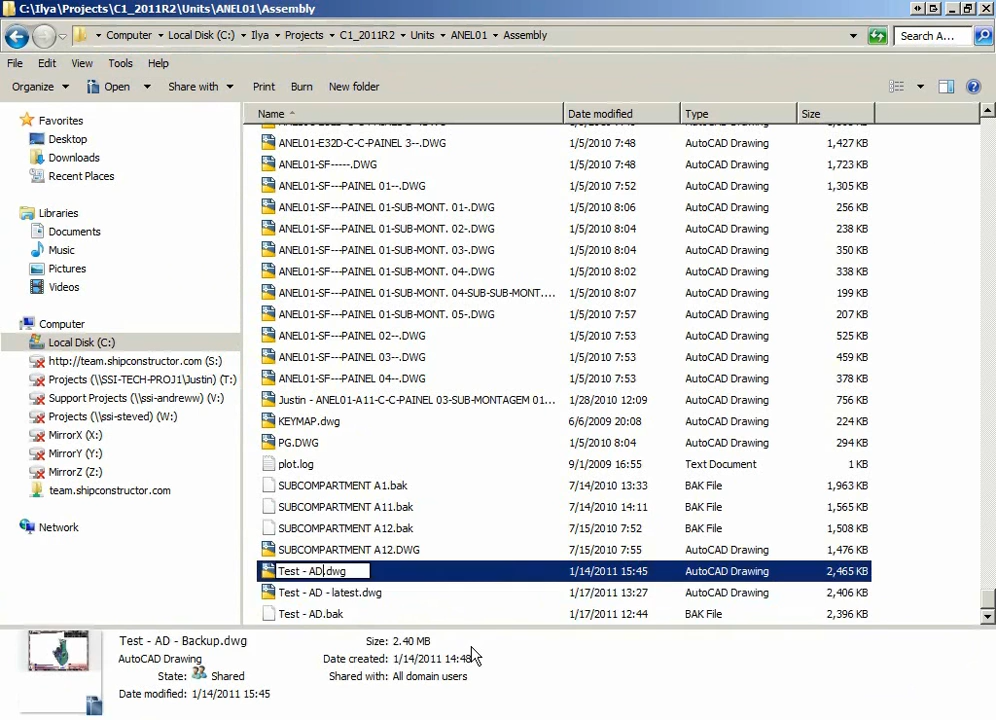 C:\Ilya\Projects\C1_2011R2\Units\ANEL01\Assembly
Computer Local Disk (C:) Ilya Projects C1_2011R2 Units ANEL01 Assembly Search A...
File Edit View Tools Help
Organize Open Share with Print Burn New folder
Favorites
Desktop
Downloads
Recent Places
Libraries
Documents
Music
Pictures
Videos
Computer
Local Disk (C:)
http://team.shipconstructor.com (S:)
Projects (\\SSI-TECH-PROJ1\Justin) (T:)
Support Projects (\\ssi-andreww) (V:)
Projects (\\ssi-steved) (W:)
MirrorX (X:)
MirrorY (Y:)
MirrorZ (Z:)
team.shipconstructor.com
Network
Name Date modified Type Size
ANEL01-E32D-C-C-PAINEL 3--.DWG 1/5/2010 7:48 AutoCAD Drawing 1,427 KB
ANEL01-SF-----.DWG 1/5/2010 7:48 AutoCAD Drawing 1,723 KB
ANEL01-SF---PAINEL 01--.DWG 1/5/2010 7:52 AutoCAD Drawing 1,305 KB
ANEL01-SF---PAINEL 01-SUB-MONT. 01-.DWG 1/5/2010 8:06 AutoCAD Drawing 256 KB
ANEL01-SF---PAINEL 01-SUB-MONT. 02-.DWG 1/5/2010 8:04 AutoCAD Drawing 238 KB
ANEL01-SF---PAINEL 01-SUB-MONT. 03-.DWG 1/5/2010 8:04 AutoCAD Drawing 350 KB
ANEL01-SF---PAINEL 01-SUB-MONT. 04-.DWG 1/5/2010 8:02 AutoCAD Drawing 338 KB
ANEL01-SF---PAINEL 01-SUB-MONT. 04-SUB-SUB-MONT.... 1/5/2010 8:07 AutoCAD Drawing 199 KB
ANEL01-SF---PAINEL 01-SUB-MONT. 05-.DWG 1/5/2010 7:57 AutoCAD Drawing 207 KB
ANEL01-SF---PAINEL 02--.DWG 1/5/2010 7:53 AutoCAD Drawing 525 KB
ANEL01-SF---PAINEL 03--.DWG 1/5/2010 7:53 AutoCAD Drawing 459 KB
ANEL01-SF---PAINEL 04--.DWG 1/5/2010 7:53 AutoCAD Drawing 378 KB
Justin - ANEL01-A11-C-C-PAINEL 03-SUB-MONTAGEM 01... 1/28/2010 12:09 AutoCAD Drawing 756 KB
KEYMAP.dwg 6/6/2009 20:08 AutoCAD Drawing 224 KB
PG.DWG 1/5/2010 8:04 AutoCAD Drawing 294 KB
plot.log 9/1/2009 16:55 Text Document 1 KB
SUBCOMPARTMENT A1.bak 7/14/2010 13:33 BAK File 1,963 KB
SUBCOMPARTMENT A11.bak 7/14/2010 14:11 BAK File 1,565 KB
SUBCOMPARTMENT A12.bak 7/15/2010 7:52 BAK File 1,508 KB
SUBCOMPARTMENT A12.DWG 7/15/2010 7:55 AutoCAD Drawing 1,476 KB
Test - AD.dwg 1/14/2011 15:45 AutoCAD Drawing 2,465 KB
Test - AD - latest.dwg 1/17/2011 13:27 AutoCAD Drawing 2,406 KB
Test - AD.bak 1/17/2011 12:44 BAK File 2,396 KB
Test - AD - Backup.dwg Size: 2.40 MB
AutoCAD Drawing Date created: 1/14/2011 14:48
State: Shared Shared with: All domain users
Date modified: 1/14/2011 15:45